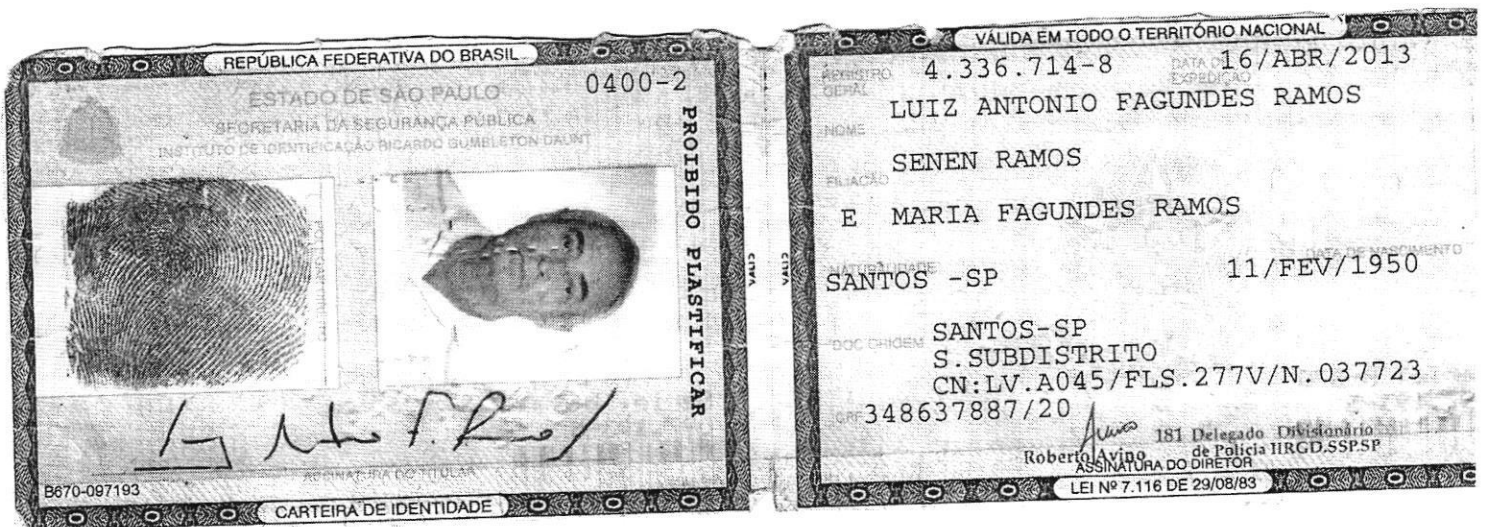 REPÚBLICA FEDERATIVA DO BRASIL
0400-2
ESTADO DE SÃO PAULO
SECRETARIA DA SEGURANÇA PÚBLICA
INSTITUTO DE IDENTIFICAÇÃO RICARDO GUMBLETON DAUNT
PROIBIDO PLASTIFICAR
POLEGAR DIREITO
ASSINATURA DO TITULAR
B670-097193
CARTEIRA DE IDENTIDADE
VÁLIDA EM TODO O TERRITÓRIO NACIONAL
REGISTRO GERAL 4.336.714-8 DATA DE EXPEDIÇÃO 16/ABR/2013
NOME LUIZ ANTONIO FAGUNDES RAMOS
FILIAÇÃO SENEN RAMOS
E MARIA FAGUNDES RAMOS
NATURALIDADE DATA DE NASCIMENTO
SANTOS -SP 11/FEV/1950
DOC ORIGEM SANTOS-SP
S.SUBDISTRITO
CN:LV.A045/FLS.277V/N.037723
CPF 348637887/20
181 Delegado Divisionário
Roberto Avino de Polícia IIRGD.SSP.SP
ASSINATURA DO DIRETOR
LEI Nº 7.116 DE 29/08/83